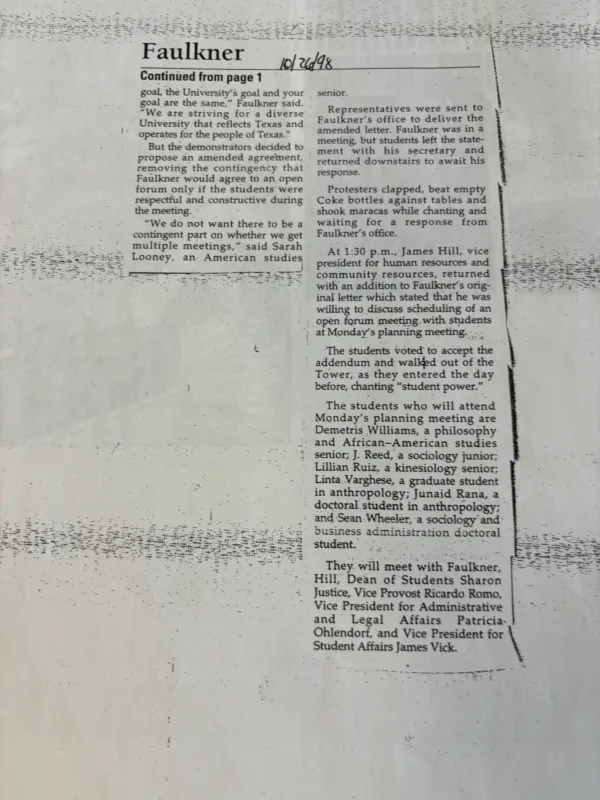 Faulkner
10/26/98
Continued from page 1
goal, the University's goal and your
goal are the same," Faulkner said.
"We are striving for a diverse
University that reflects Texas and
operates for the people of Texas."
But the demonstrators decided to
propose an amended agreement,
removing the contingency that
Faulkner would agree to an open
forum only if the students were
respectful and constructive during
the meeting.
"We do not want there to be a
contingent part on whether we get
multiple meetings," said Sarah
Looney, an American studies
senior.
Representatives were sent to
Faulkner's office to deliver the
amended letter. Faulkner was in a
meeting, but students left the state-
ment with his secretary and
returned downstairs to await his
response.
Protesters clapped, beat empty
Coke bottles against tables and
shook maracas while chanting and
waiting for a response from
Faulkner's office.
At 1:30 p.m., James Hill, vice
president for human resources and
community resources, returned
with an addition to Faulkner's orig-
inal letter which stated that he was
willing to discuss scheduling of an
open forum meeting with students
at Monday's planning meeting.
The students voted to accept the
addendum and walked out of the
Tower, as they entered the day
before, chanting "student power."
The students who will attend
Monday's planning meeting are
Demetris Williams, a philosophy
and African–American studies
senior; J. Reed, a sociology junior;
Lillian Ruiz, a kinesiology senior;
Linta Varghese, a graduate student
in anthropology; Junaid Rana, a
doctoral student in anthropology;
and Sean Wheeler, a sociology and
business administration doctoral
student.
They will meet with Faulkner,
Hill, Dean of Students Sharon
Justice, Vice Provost Ricardo Romo,
Vice President for Administrative
and Legal Affairs Patricia
Ohlendorf, and Vice President for
Student Affairs James Vick.